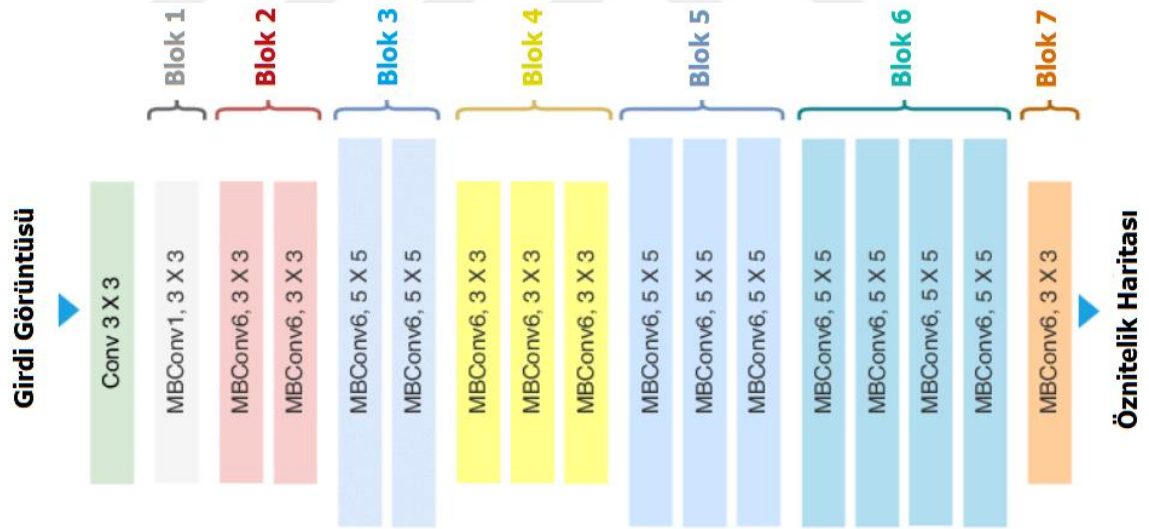 Girdi Görüntüsü
Conv 3 X 3
Blok 1
MBConv1, 3 X 3
Blok 2
MBConv6, 3 X 3
MBConv6, 3 X 3
Blok 3
MBConv6, 5 X 5
MBConv6, 5 X 5
Blok 4
MBConv6, 3 X 3
MBConv6, 3 X 3
MBConv6, 3 X 3
Blok 5
MBConv6, 5 X 5
MBConv6, 5 X 5
MBConv6, 5 X 5
Blok 6
MBConv6, 5 X 5
MBConv6, 5 X 5
MBConv6, 5 X 5
MBConv6, 5 X 5
Blok 7
MBConv6, 3 X 3
Öznitelik Haritası